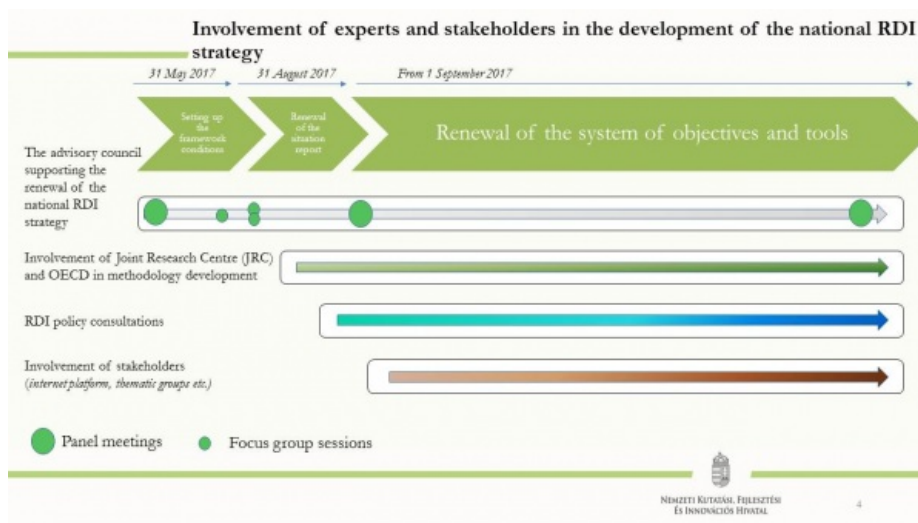 Involvement of experts and stakeholders in the development of the national RDI
strategy
31 May 2017
31 August 2017
From 1 September 2017
Setting up
the
framework
conditions
Renewal
of the
situation
report
Renewal of the system of objectives and tools
The advisory council
supporting the
renewal of the
national RDI
strategy
Involvement of Joint Research Centre (JRC)
and OECD in methodology development
RDI policy consultations
Involvement of stakeholders
(internet platform, thematic groups etc.)
Panel meetings
Focus group sessions
NEMZETI KUTATÁSI, FEJLESZTÉSI
ÉS INNOVÁCIÓS HIVATAL
4